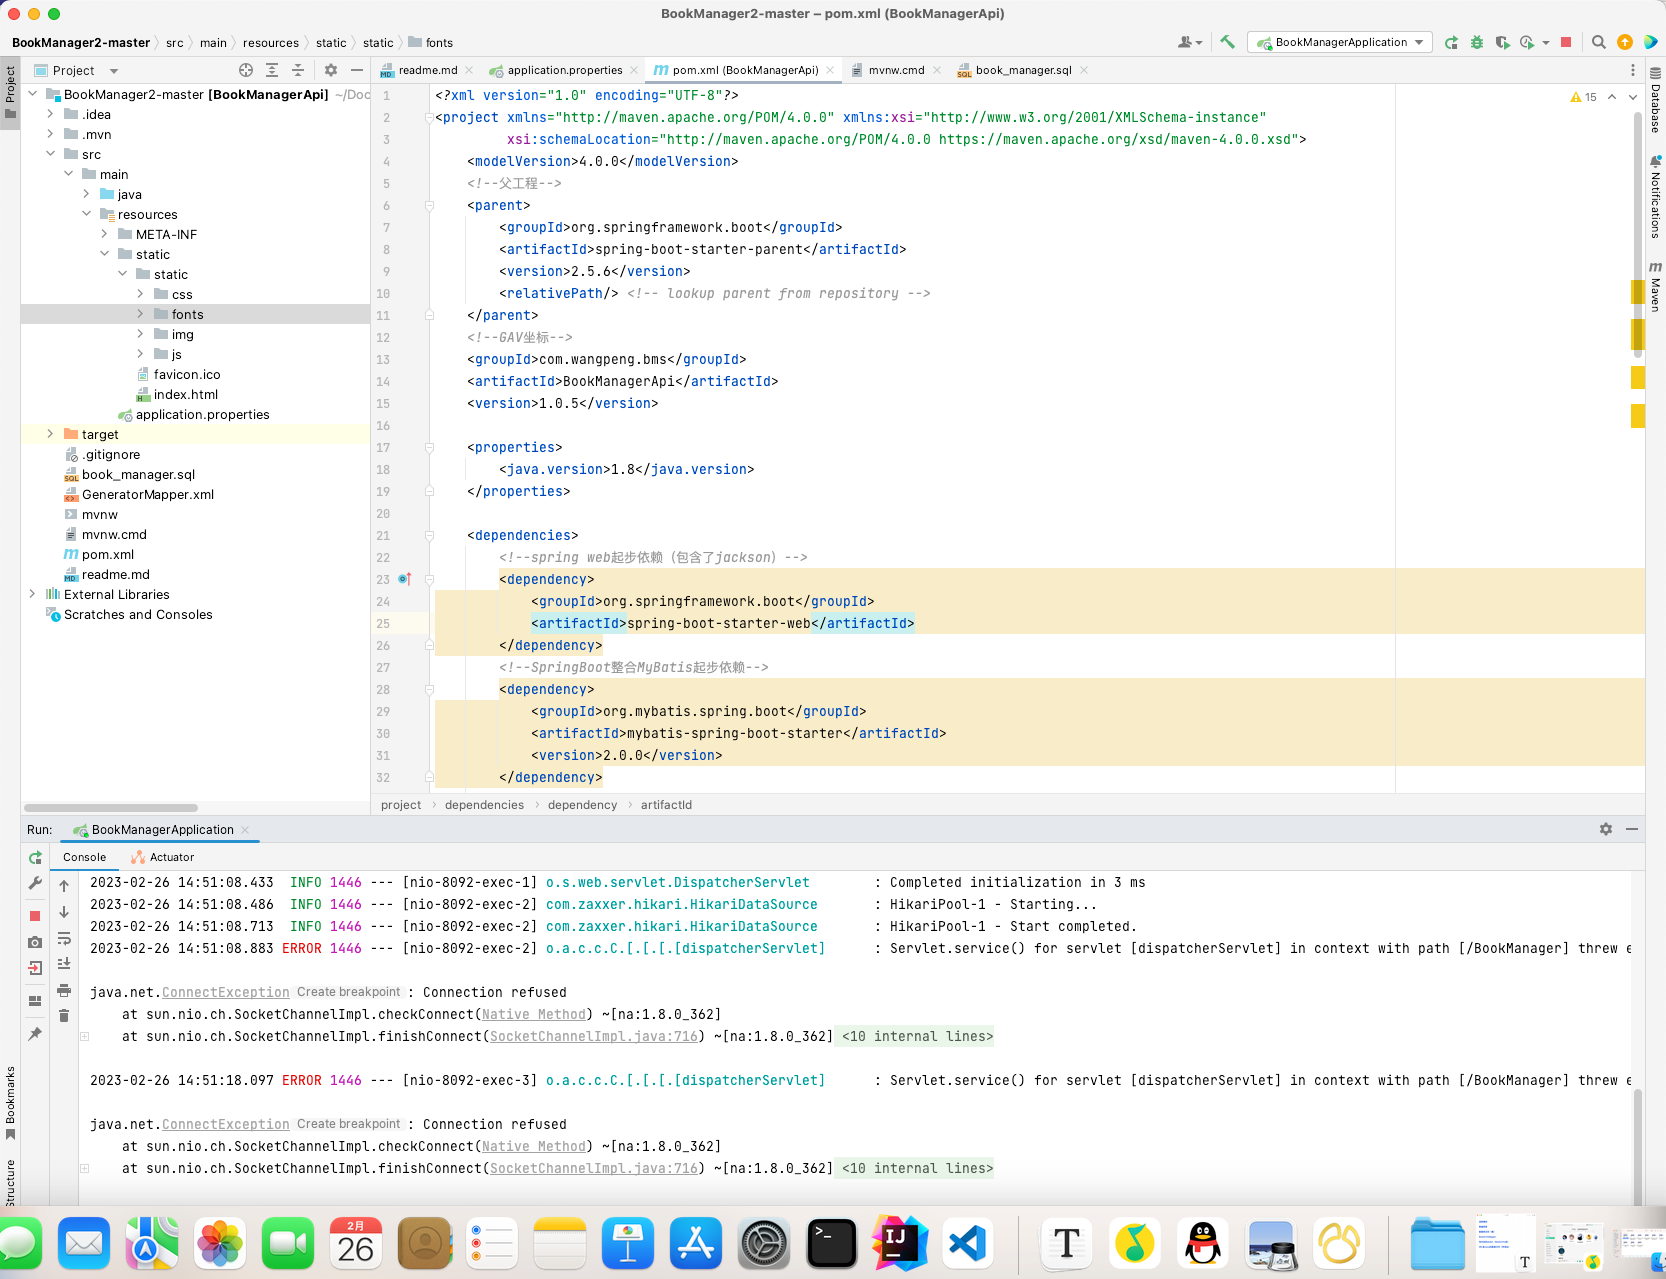 BookManager2-master – pom.xml (BookManagerApi)
BookManager2-master
src
main
resources
static
static
fonts
BookManagerApplication
Project
Project
readme.md
application.properties
pom.xml (BookManagerApi)
mvnw.cmd
book_manager.sql
BookManager2-master [BookManagerApi] ~/Doc
.idea
.mvn
src
main
java
resources
META-INF
static
static
css
fonts
img
js
favicon.ico
index.html
application.properties
target
.gitignore
book_manager.sql
GeneratorMapper.xml
mvnw
mvnw.cmd
pom.xml
readme.md
External Libraries
Scratches and Consoles
15
1 <?xml version="1.0" encoding="UTF-8"?>
2 <project xmlns="http://maven.apache.org/POM/4.0.0" xmlns:xsi="http://www.w3.org/2001/XMLSchema-instance"
3 xsi:schemaLocation="http://maven.apache.org/POM/4.0.0 https://maven.apache.org/xsd/maven-4.0.0.xsd">
4 <modelVersion>4.0.0</modelVersion>
5 <!--父工程-->
6 <parent>
7 <groupId>org.springframework.boot</groupId>
8 <artifactId>spring-boot-starter-parent</artifactId>
9 <version>2.5.6</version>
10 <relativePath/> <!-- lookup parent from repository -->
11 </parent>
12 <!--GAV坐标-->
13 <groupId>com.wangpeng.bms</groupId>
14 <artifactId>BookManagerApi</artifactId>
15 <version>1.0.5</version>
16
17 <properties>
18 <java.version>1.8</java.version>
19 </properties>
20
21 <dependencies>
22 <!--spring web起步依赖（包含了jackson）-->
23 <dependency>
24 <groupId>org.springframework.boot</groupId>
25 <artifactId>spring-boot-starter-web</artifactId>
26 </dependency>
27 <!--SpringBoot整合MyBatis起步依赖-->
28 <dependency>
29 <groupId>org.mybatis.spring.boot</groupId>
30 <artifactId>mybatis-spring-boot-starter</artifactId>
31 <version>2.0.0</version>
32 </dependency>
project
dependencies
dependency
artifactId
Database
Notifications
m Maven
Run:
BookManagerApplication
Console
Actuator
2023-02-26 14:51:08.433 INFO 1446 --- [nio-8092-exec-1] o.s.web.servlet.DispatcherServlet : Completed initialization in 3 ms
2023-02-26 14:51:08.486 INFO 1446 --- [nio-8092-exec-2] com.zaxxer.hikari.HikariDataSource : HikariPool-1 - Starting...
2023-02-26 14:51:08.713 INFO 1446 --- [nio-8092-exec-2] com.zaxxer.hikari.HikariDataSource : HikariPool-1 - Start completed.
2023-02-26 14:51:08.883 ERROR 1446 --- [nio-8092-exec-2] o.a.c.c.C.[.[.[.[dispatcherServlet] : Servlet.service() for servlet [dispatcherServlet] in context with path [/BookManager] threw e
java.net.ConnectException Create breakpoint : Connection refused
at sun.nio.ch.SocketChannelImpl.checkConnect(Native Method) ~[na:1.8.0_362]
at sun.nio.ch.SocketChannelImpl.finishConnect(SocketChannelImpl.java:716) ~[na:1.8.0_362] <10 internal lines>
2023-02-26 14:51:18.097 ERROR 1446 --- [nio-8092-exec-3] o.a.c.c.C.[.[.[.[dispatcherServlet] : Servlet.service() for servlet [dispatcherServlet] in context with path [/BookManager] threw e
java.net.ConnectException Create breakpoint : Connection refused
at sun.nio.ch.SocketChannelImpl.checkConnect(Native Method) ~[na:1.8.0_362]
at sun.nio.ch.SocketChannelImpl.finishConnect(SocketChannelImpl.java:716) ~[na:1.8.0_362] <10 internal lines>
Bookmarks
Structure
2月
26
IJ
T
T